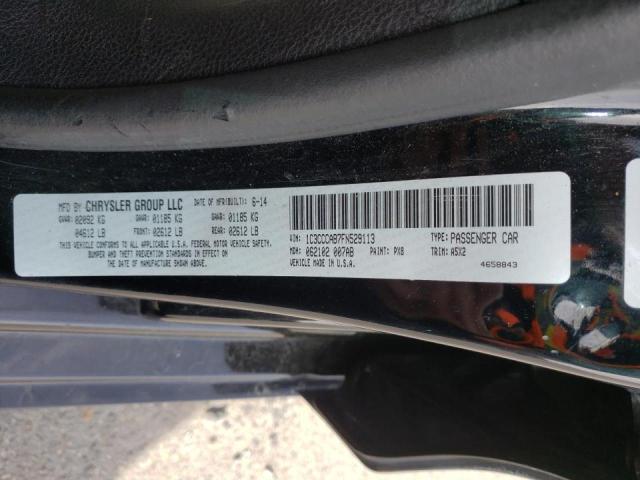 MFD BY CHRYSLER GROUP LLC DATE OF MFR(BUILT): 6-14
GVWR: 02092 KG GAWR: 01185 KG GAWR: 01185 KG
04612 LB FRONT: 02612 LB REAR: 02612 LB
THIS VEHICLE CONFORMS TO ALL APPLICABLE U.S.A. FEDERAL MOTOR VEHICLE SAFETY,
BUMPER AND THEFT PREVENTION STANDARDS IN EFFECT ON
THE DATE OF MANUFACTURE SHOWN ABOVE.
VIN: 1C3CCCAB7FN529113 TYPE: PASSENGER CAR
MDH: 062102 007AB PAINT: PX8 TRIM: A5X2
VEHICLE MADE IN U.S.A. 4658843